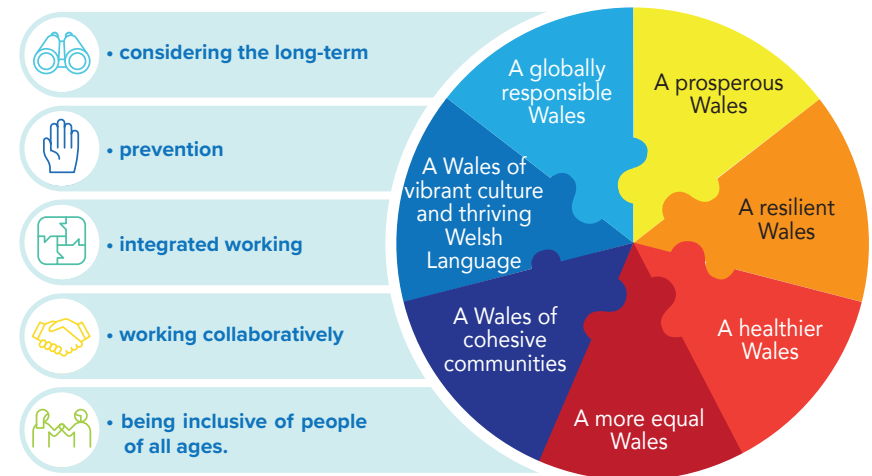 • considering the long-term
• prevention
• integrated working
• working collaboratively
• being inclusive of people
of all ages.
A globally
responsible
Wales
A prosperous
Wales
A resilient
Wales
A healthier
Wales
A more equal
Wales
A Wales of
cohesive
communities
A Wales of
vibrant culture
and thriving
Welsh
Language